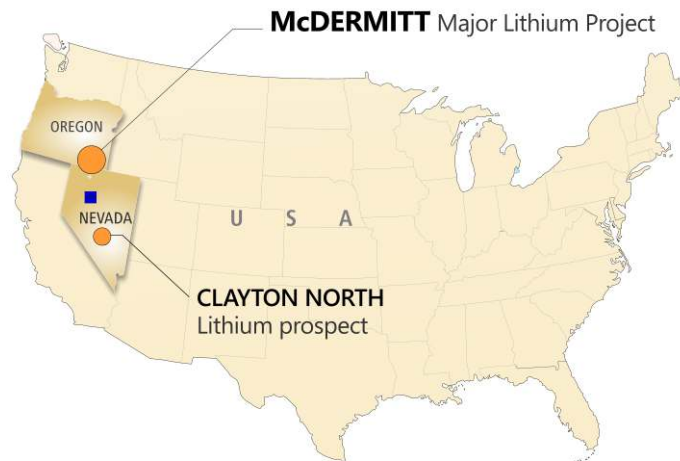 McDERMITT Major Lithium Project
OREGON
NEVADA
U S A
CLAYTON NORTH
Lithium prospect